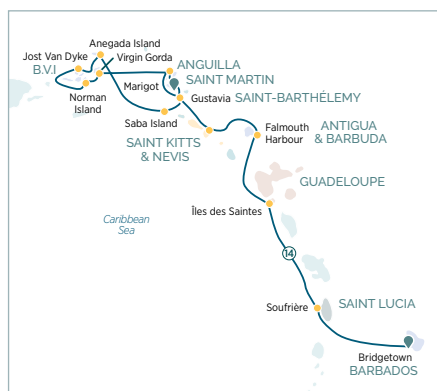 Anegada Island
Jost Van Dyke
Virgin Gorda
B.V.I
ANGUILLA
SAINT MARTIN
Marigot
Norman
Island
Gustavia
SAINT-BARTHÉLEMY
Saba Island
SAINT KITTS
& NEVIS
Falmouth
Harbour
ANTIGUA
& BARBUDA
GUADELOUPE
Caribbean
Sea
Îles des Saintes
14
SAINT LUCIA
Soufrière
Bridgetown
BARBADOS